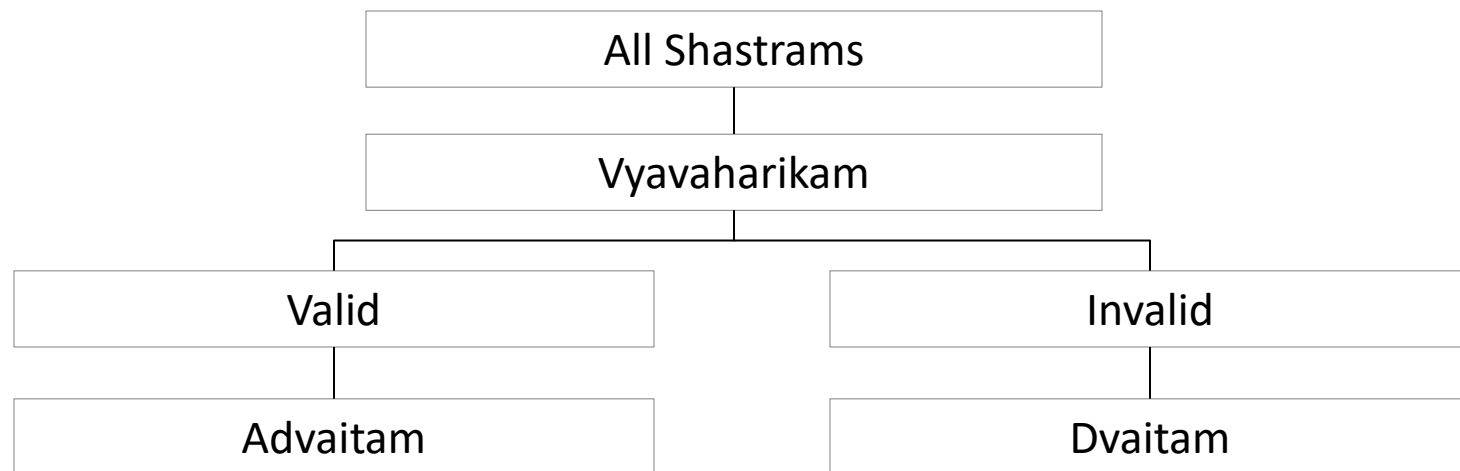 All Shastrams
Vyavaharikam
Valid
Invalid
Advaitam
Dvaitam